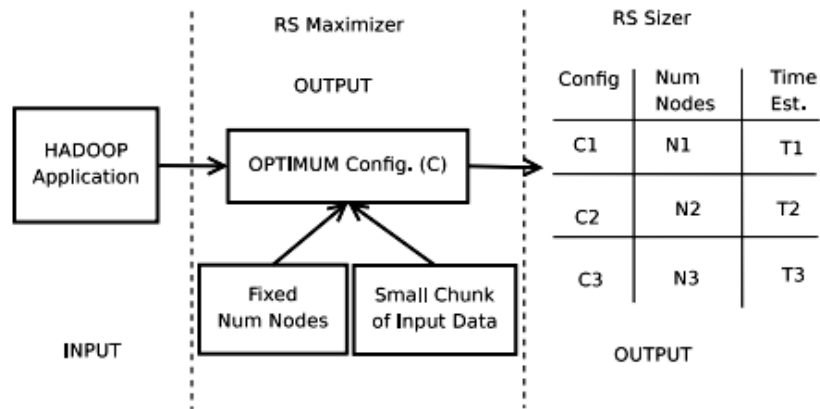 RS Maximizer
RS Sizer
OUTPUT
HADOOP
Application
OPTIMUM Config. (C)
Fixed
Num Nodes
Small Chunk
of Input Data
INPUT
Config Num Nodes Time Est.
C1 N1 T1
C2 N2 T2
C3 N3 T3
OUTPUT